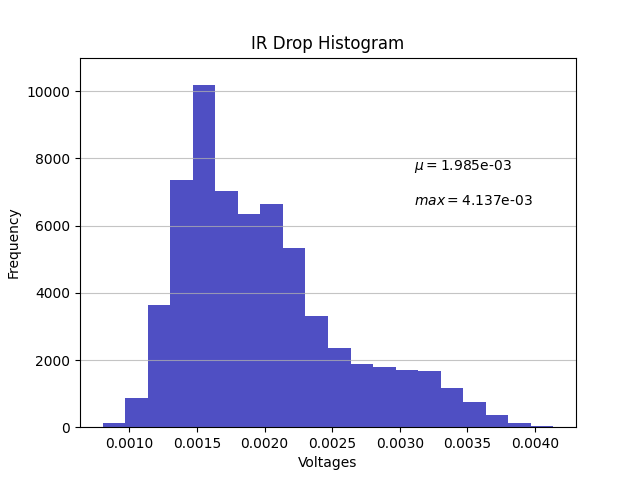 IR Drop Histogram
10000
8000
6000
4000
2000
0
Frequency
μ = 1.985e-03
max = 4.137e-03
0.0010 0.0015 0.0020 0.0025 0.0030 0.0035 0.0040
Voltages